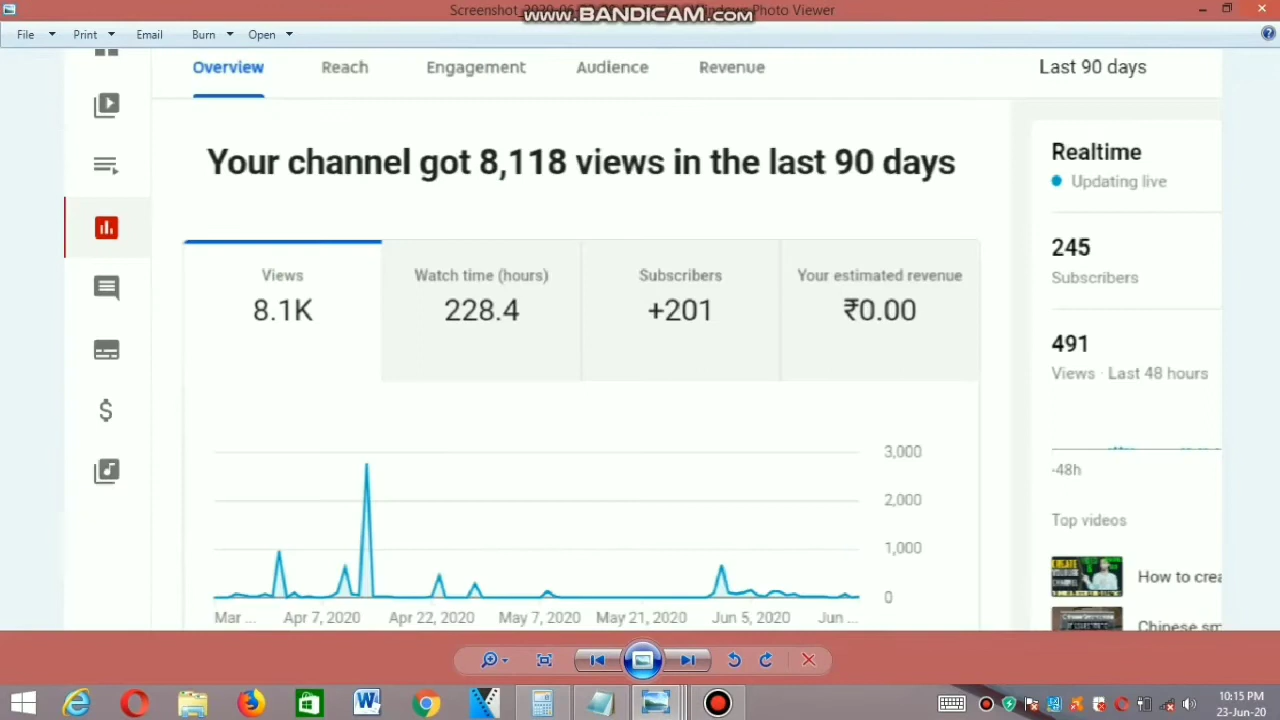 www.BANDICAM.com
File Print Email Burn Open
Overview Reach Engagement Audience Revenue Last 90 days
Your channel got 8,118 views in the last 90 days
Realtime
Updating live
245
Subscribers
491
Views · Last 48 hours
-48h
Top videos
How to crea
Chinese sm
Views Watch time (hours) Subscribers Your estimated revenue
8.1K 228.4 +201 ₹0.00
3,000
2,000
1,000
0
Mar ... Apr 7, 2020 Apr 22, 2020 May 7, 2020 May 21, 2020 Jun 5, 2020 Jun ...
10:15 PM
23-Jun-20